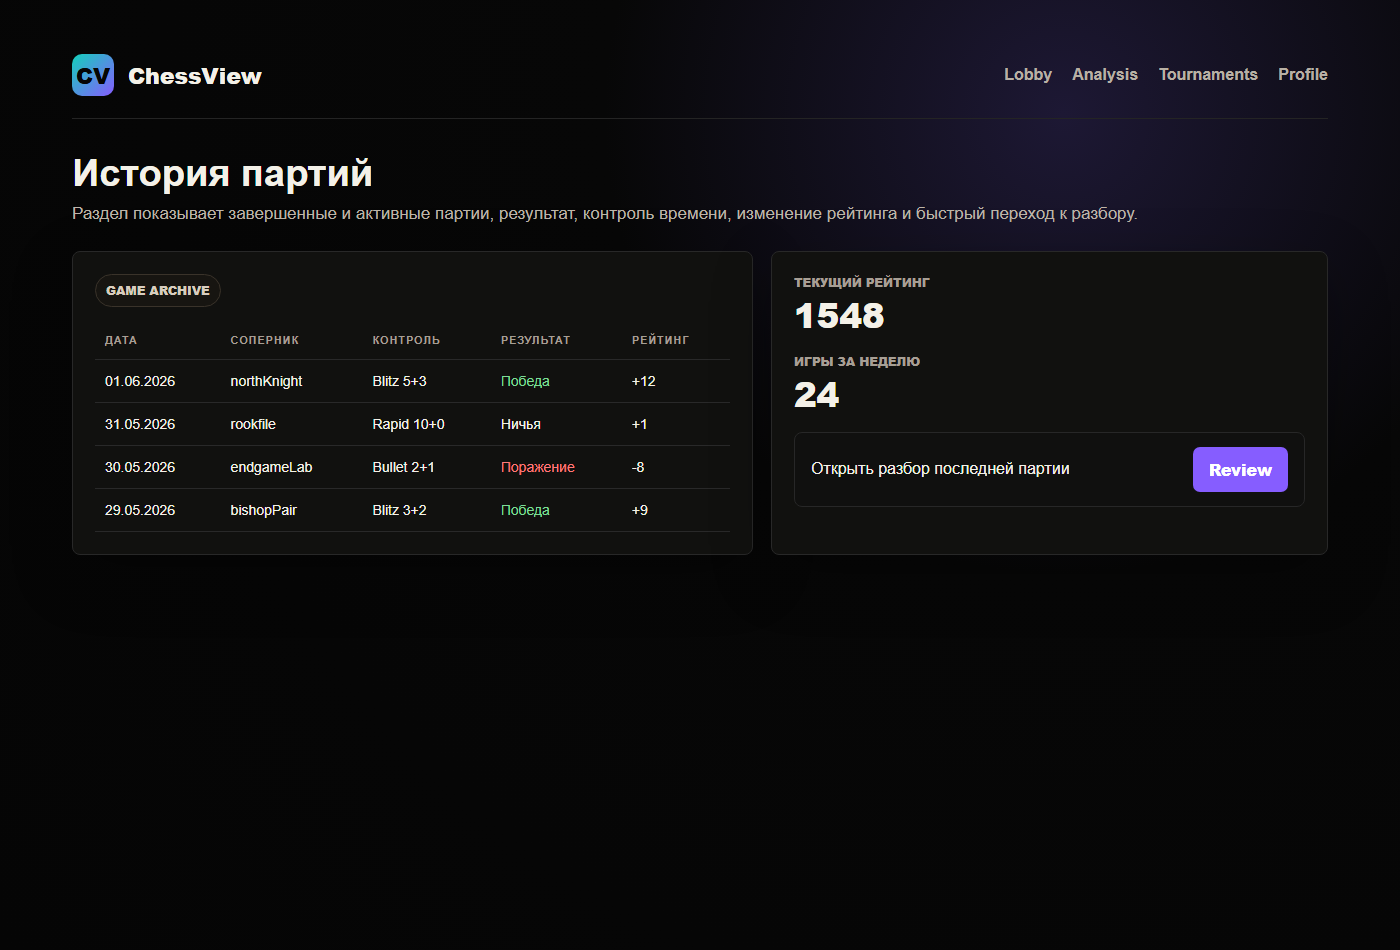 CV ChessView Lobby Analysis Tournaments Profile
История партий
Раздел показывает завершенные и активные партии, результат, контроль времени, изменение рейтинга и быстрый переход к разбору.
GAME ARCHIVE
ДАТА СОПЕРНИК КОНТРОЛЬ РЕЗУЛЬТАТ РЕЙТИНГ
01.06.2026 northKnight Blitz 5+3 Победа +12
31.05.2026 rookfile Rapid 10+0 Ничья +1
30.05.2026 endgameLab Bullet 2+1 Поражение -8
29.05.2026 bishopPair Blitz 3+2 Победа +9
ТЕКУЩИЙ РЕЙТИНГ
1548
ИГРЫ ЗА НЕДЕЛЮ
24
Открыть разбор последней партии Review